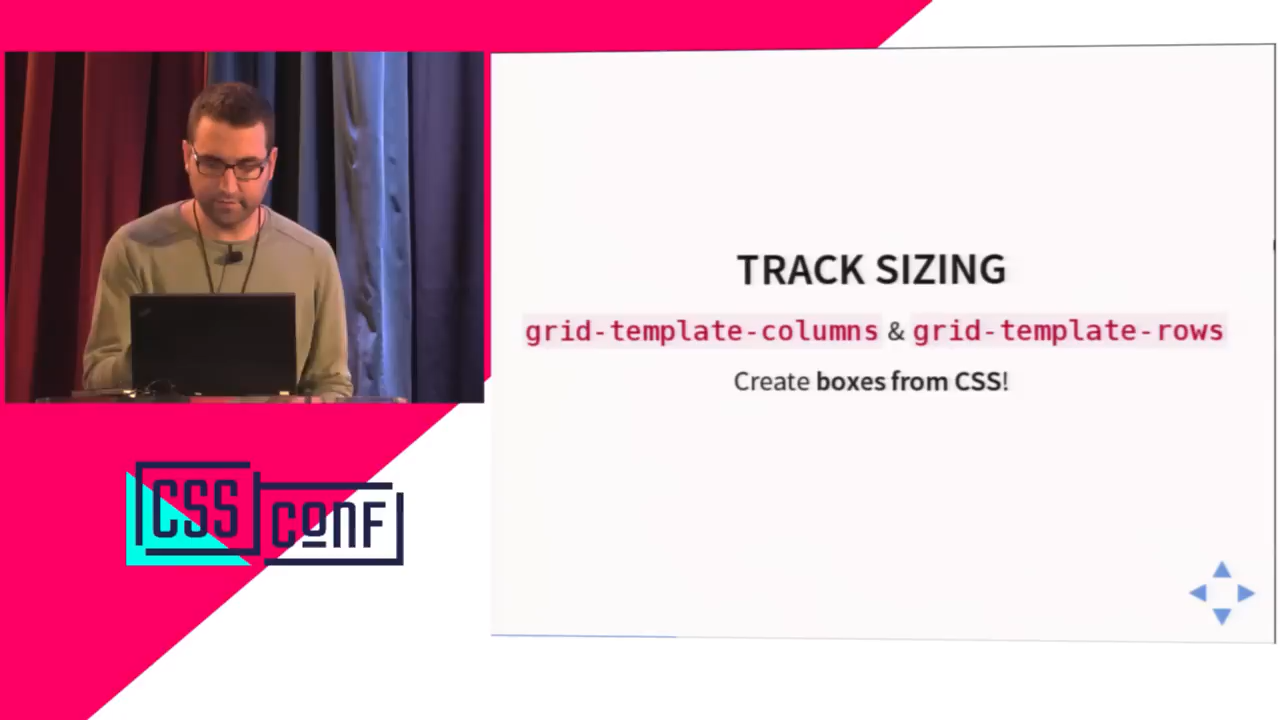 TRACK SIZING
grid-template-columns & grid-template-rows
Create boxes from CSS!
CSS
CONF